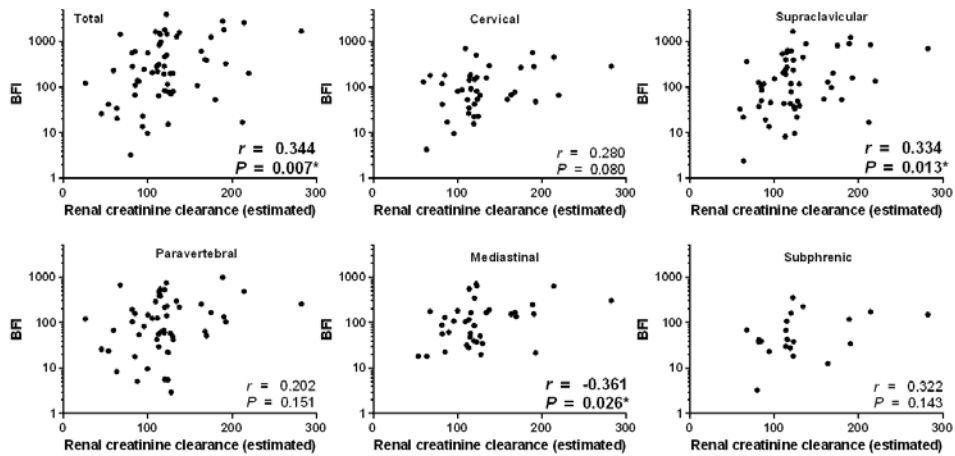 Total
BFI
1000
100
10
1
r = 0.344
P = 0.007*
0 100 200 300
Renal creatinine clearance (estimated)
Cervical
BFI
1000
100
10
1
r = 0.280
P = 0.080
0 100 200 300
Renal creatinine clearance (estimated)
Supraclavicular
BFI
1000
100
10
1
r = 0.334
P = 0.013*
0 100 200 300
Renal creatinine clearance (estimated)
Paravertebral
BFI
1000
100
10
1
r = 0.202
P = 0.151
0 100 200 300
Renal creatinine clearance (estimated)
Mediastinal
BFI
1000
100
10
1
r = -0.361
P = 0.026*
0 100 200 300
Renal creatinine clearance (estimated)
Subphrenic
BFI
1000
100
10
1
r = 0.322
P = 0.143
0 100 200 300
Renal creatinine clearance (estimated)